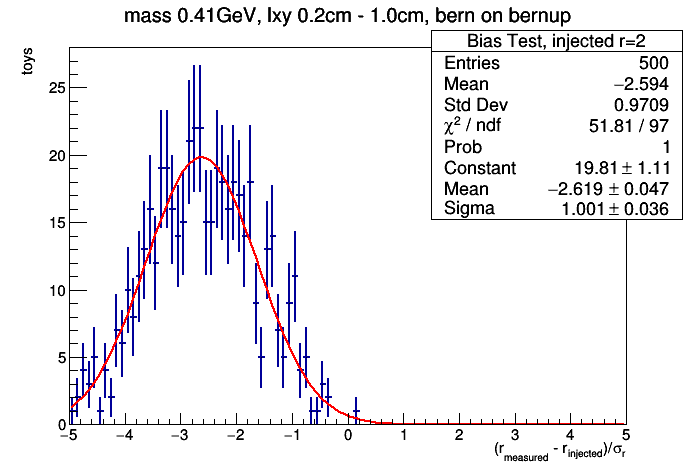 mass 0.41GeV, lxy 0.2cm - 1.0cm, bern on bernup
toys
Bias Test, injected r=2
Entries 500
Mean −2.594
Std Dev 0.9709
χ² / ndf 51.81 / 97
Prob 1
Constant 19.81 ± 1.11
Mean −2.619 ± 0.047
Sigma 1.001 ± 0.036
25
20
15
10
5
0
−5 −4 −3 −2 −1 0 1 2 3 4 5
(r_measured - r_injected)/σ_r